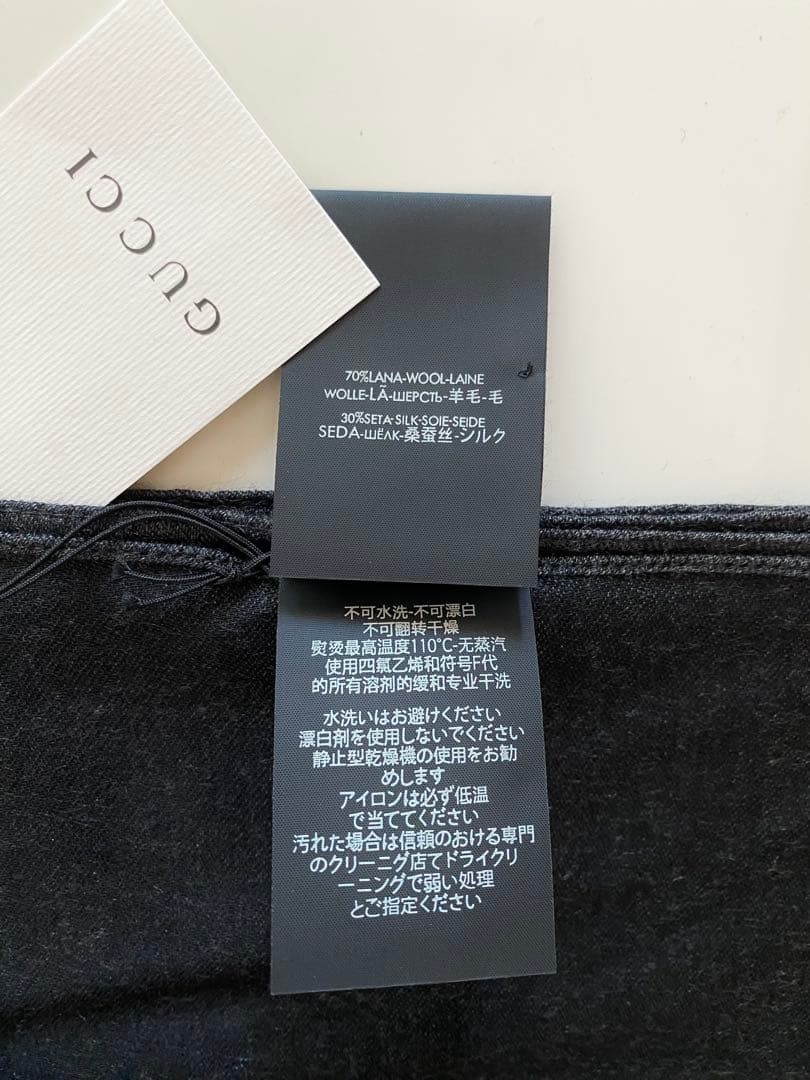 GUCCI
70%LANA-WOOL-LAINE
WOLLE-LÃ-ШЕРСТЬ-羊毛-毛
30%SETA-SILK-SOIE-SEIDE
SEDA-ШЁЛК-桑蚕丝-シルク
不可水洗-不可漂白
不可翻转干燥
熨烫最高温度110°C-无蒸汽
使用四氯乙烯和符号F代
的所有溶剂的缓和专业干洗
水洗いはお避けください
漂白剤を使用しないでください
静止型乾燥機の使用をお勧
めします
アイロンは必ず低温
で当ててください
汚れた場合は信頼のおける専門
のクリーニング店てドライクリ
ーニングで弱い処理
とご指定ください